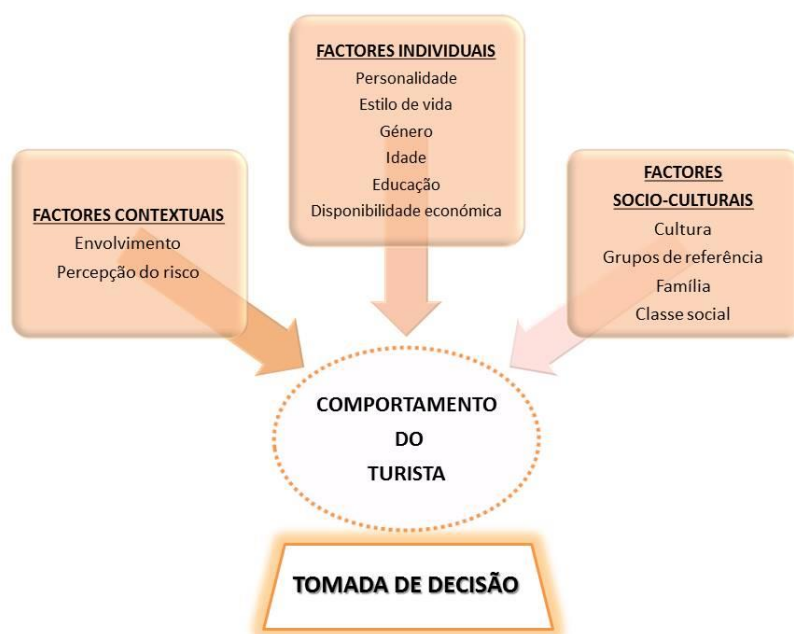 FACTORES INDIVIDUAIS
Personalidade
Estilo de vida
Género
Idade
Educação
Disponibilidade económica
FACTORES CONTEXTUAIS
Envolvimento
Percepção do risco
FACTORES
SOCIO-CULTURAIS
Cultura
Grupos de referência
Família
Classe social
COMPORTAMENTO
DO
TURISTA
TOMADA DE DECISÃO